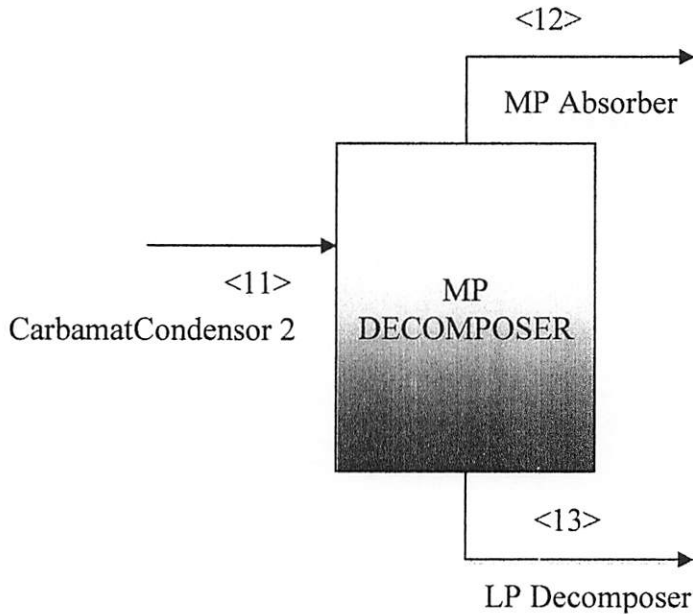 <12>
MP Absorber
<11>
CarbamatCondensor 2
MP
DECOMPOSER
<13>
LP Decomposer